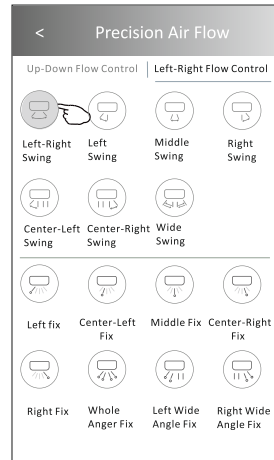 < Precision Air Flow
Up-Down Flow Control Left-Right Flow Control
Left-Right Swing
Left Swing
Middle Swing
Right Swing
Center-Left Swing
Center-Right Swing
Wide Swing
Left fix
Center-Left Fix
Middle Fix
Center-Right Fix
Right Fix
Whole Anger Fix
Left Wide Angle Fix
Right Wide Angle Fix